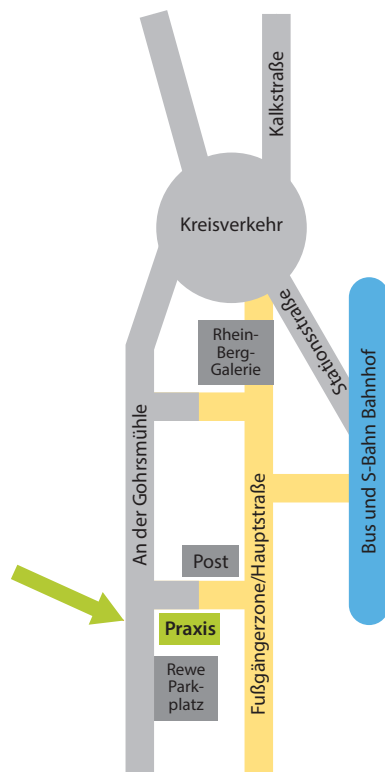 Kalkstraße
Kreisverkehr
Stationsstraße
Rhein-
Berg-
Galerie
Bus und S-Bahn Bahnhof
An der Gohrsmühle
Fußgängerzone/Hauptstraße
Post
Praxis
Rewe
Park-
platz